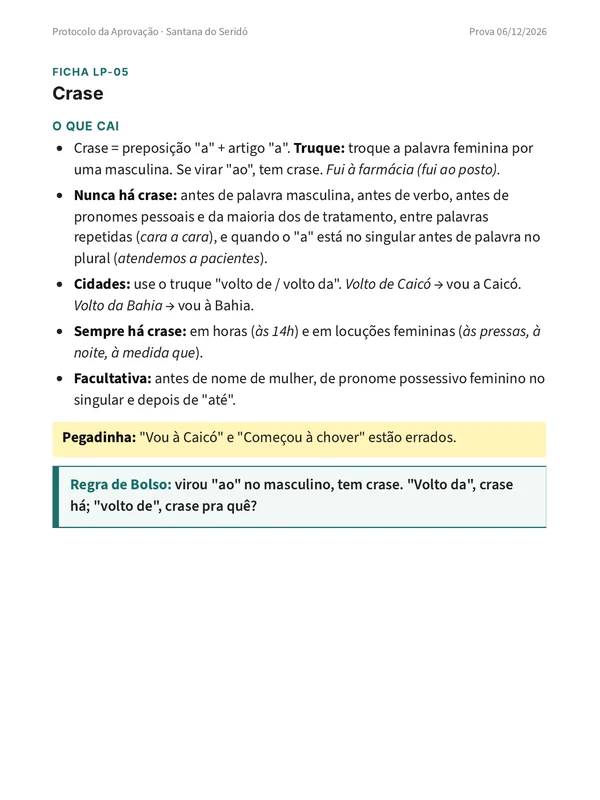 Protocolo da Aprovação · Santana do Seridó
Prova 06/12/2026
FICHA LP-05
Crase
O QUE CAI
• Crase = preposição "a" + artigo "a". Truque: troque a palavra feminina por
uma masculina. Se virar "ao", tem crase. Fui à farmácia (fui ao posto).
• Nunca há crase: antes de palavra masculina, antes de verbo, antes de
pronomes pessoais e da maioria dos de tratamento, entre palavras
repetidas (cara a cara), e quando o "a" está no singular antes de palavra no
plural (atendemos a pacientes).
• Cidades: use o truque "volto de / volto da". Volto de Caicó → vou a Caicó.
Volto da Bahia → vou à Bahia.
• Sempre há crase: em horas (às 14h) e em locuções femininas (às pressas, à
noite, à medida que).
• Facultativa: antes de nome de mulher, de pronome possessivo feminino no
singular e depois de "até".
Pegadinha: "Vou à Caicó" e "Começou à chover" estão errados.
Regra de Bolso: virou "ao" no masculino, tem crase. "Volto da", crase
há; "volto de", crase pra quê?